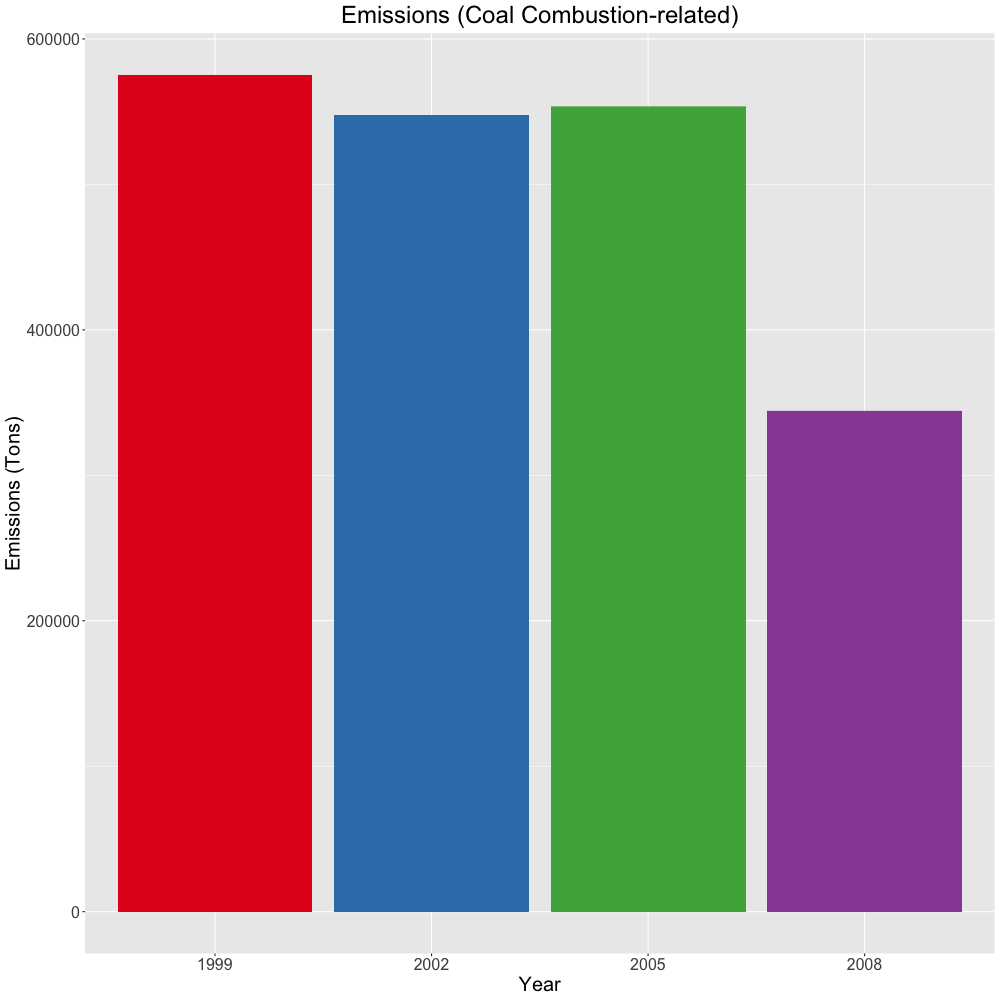 Emissions (Coal Combustion-related)
600000
400000
200000
0
Emissions (Tons)
1999 2002 2005 2008
Year